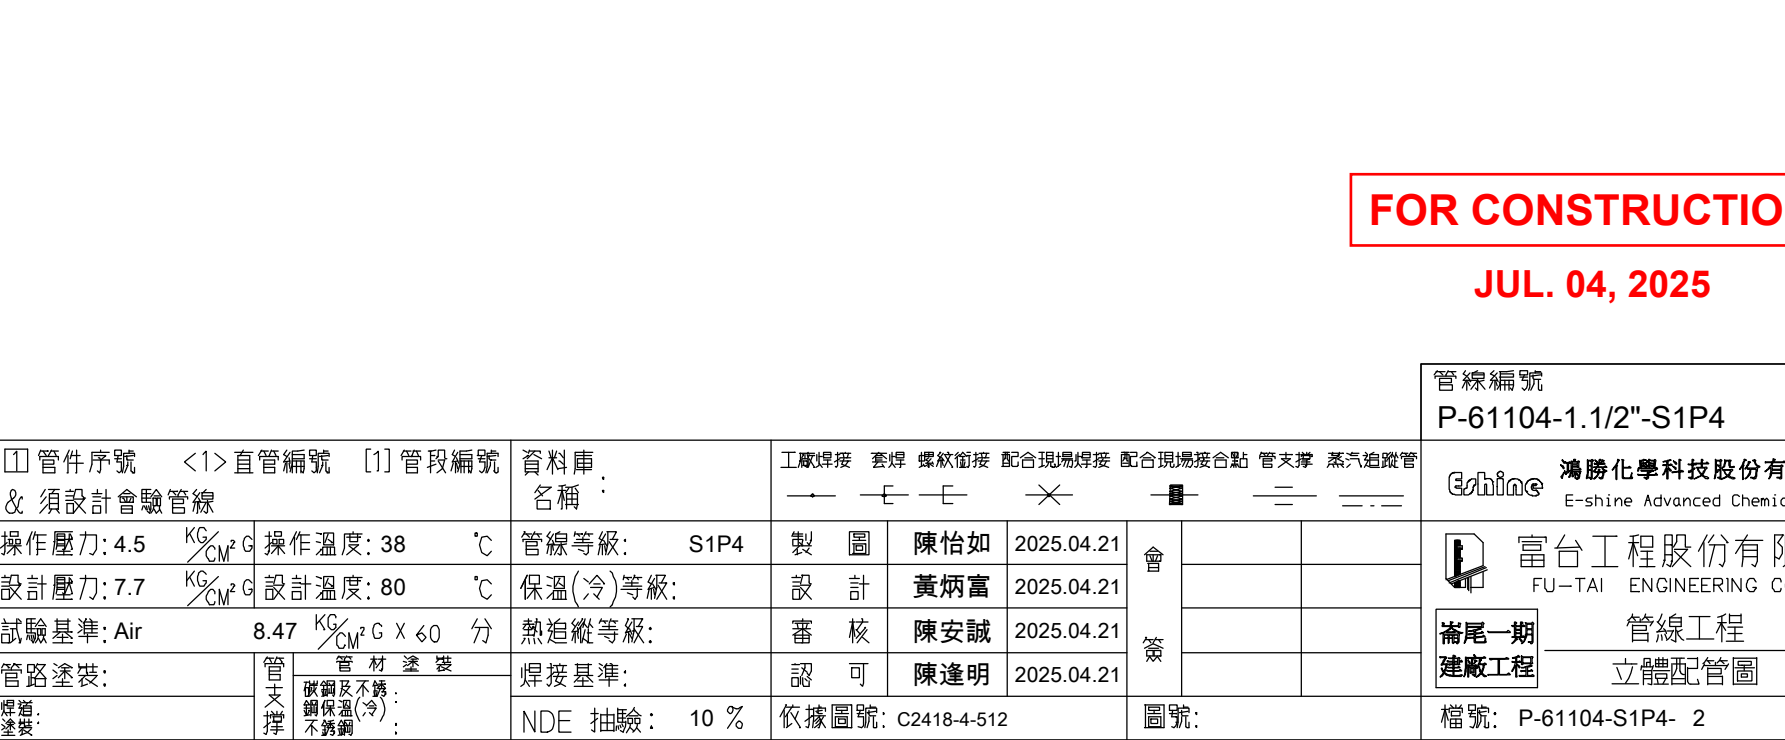 FOR CONSTRUCTIO
JUL. 04, 2025
管線編號
P-61104-1.1/2"-S1P4
1 管件序號 <1>直管編號 [1]管段編號
& 須設計會驗管線
資料庫名稱:
工廠焊接 套焊 螺紋銜接 配合現場焊接 配合現場接合點 管支撐 蒸汽追蹤管
Eshine 鴻勝化學科技股份有
E-shine Advanced Chemic
操作壓力: 4.5 KG/CM² G 操作溫度: 38 °C 管線等級: S1P4 製圖 陳怡如 2025.04.21
設計壓力: 7.7 KG/CM² G 設計溫度: 80 °C 保溫(冷)等級: 設計 黃炳富 2025.04.21
試驗基準: Air 8.47 KG/CM² G X 60 分 熱追縱等級: 審核 陳安誠 2025.04.21
管路塗裝: 管支撐 管材塗裝 焊接基準: 認可 陳逢明 2025.04.21
會簽
碳鋼及不銹鋼保溫(冷):
不銹鋼:
焊道塗裝:
NDE 抽驗: 10 % 依據圖號: C2418-4-512 圖號:
富台工程股份有限
FU-TAI ENGINEERING C
崙尾一期
建廠工程
管線工程
立體配管圖
檔號: P-61104-S1P4- 2